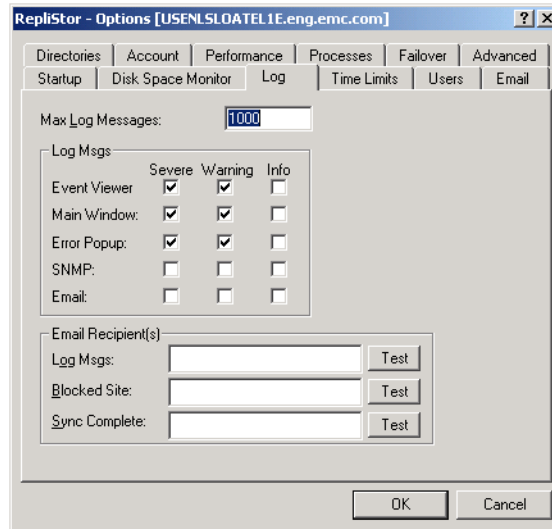 RepliStor - Options [USENLSLOATEL1E.eng.emc.com]
Directories Account Performance Processes Failover Advanced
Startup Disk Space Monitor Log Time Limits Users Email
Max Log Messages: 1000
Log Msgs
Severe Warning Info
Event Viewer
Main Window:
Error Popup:
SNMP:
Email:
Email Recipient(s)
Log Msgs: Test
Blocked Site: Test
Sync Complete: Test
OK Cancel